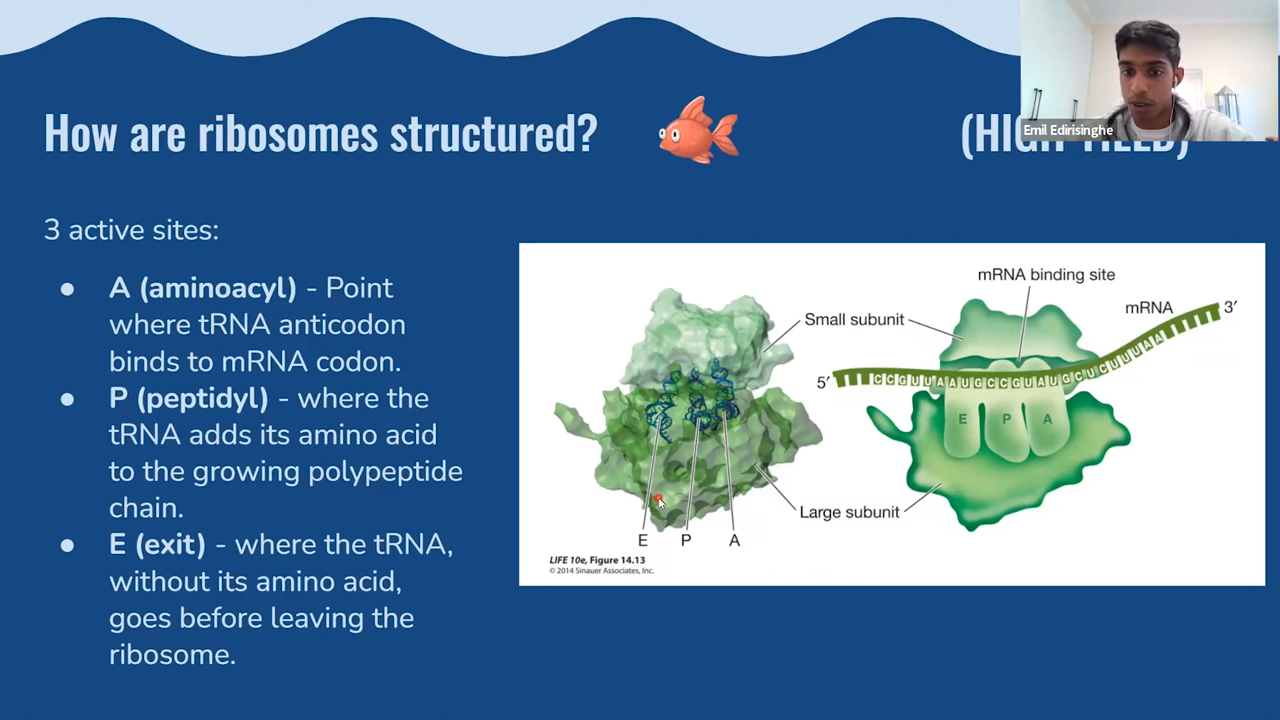 Emil Edirisinghe
How are ribosomes structured?
3 active sites:
● A (aminoacyl) - Point
where tRNA anticodon
binds to mRNA codon.
● P (peptidyl) - where the
tRNA adds its amino acid
to the growing polypeptide
chain.
● E (exit) - where the tRNA,
without its amino acid,
goes before leaving the
ribosome.
mRNA binding site
mRNA
3′
Small subunit
5′
CCGUUAAUGCCGUAUGCUCUUUAA
E P A
Large subunit
E P A
LIFE 10e, Figure 14.13
© 2014 Sinauer Associates, Inc.